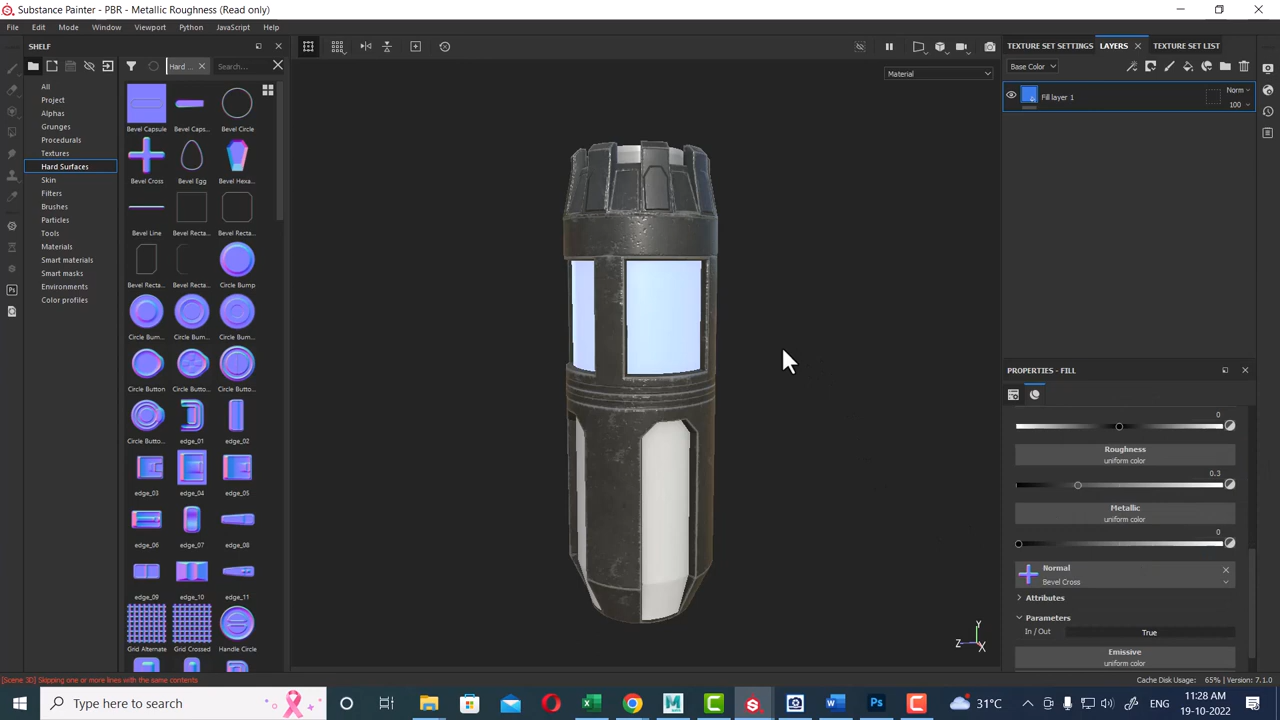 Substance Painter - PBR - Metallic Roughness (Read only)
File Edit Mode Window Viewport Python JavaScript Help
SHELF
TEXTURE SET SETTINGS LAYERS TEXTURE SET LIST
Hard ... Search...
Base Color
Material
All
Project
Alphas
Grunges
Procedurals
Textures
Hard Surfaces
Skin
Filters
Brushes
Particles
Tools
Materials
Smart materials
Smart masks
Environments
Color profiles
Bevel Capsule Bevel Caps... Bevel Circle
Bevel Cross Bevel Egg Bevel Hexa...
Bevel Line Bevel Recta... Bevel Recta...
Bevel Recta... Bevel Recta... Circle Bump
Circle Bum... Circle Bum... Circle Bum...
Circle Button Circle Butto... Circle Butto...
Circle Butto... edge_01 edge_02
edge_03 edge_04 edge_05
edge_06 edge_07 edge_08
edge_09 edge_10 edge_11
Grid Alternate Grid Crossed Handle Circle
Fill layer 1
Norm
100
PROPERTIES - FILL
0
Roughness
uniform color
0.3
Metallic
uniform color
0
Normal
Bevel Cross
Attributes
Parameters
In / Out True
Emissive
uniform color
Y
Z X
[Scene 3D] Skipping one or more lines with the same contents
Cache Disk Usage: 65% | Version: 7.1.0
Type here to search
31°C
ENG
11:28 AM
19-10-2022